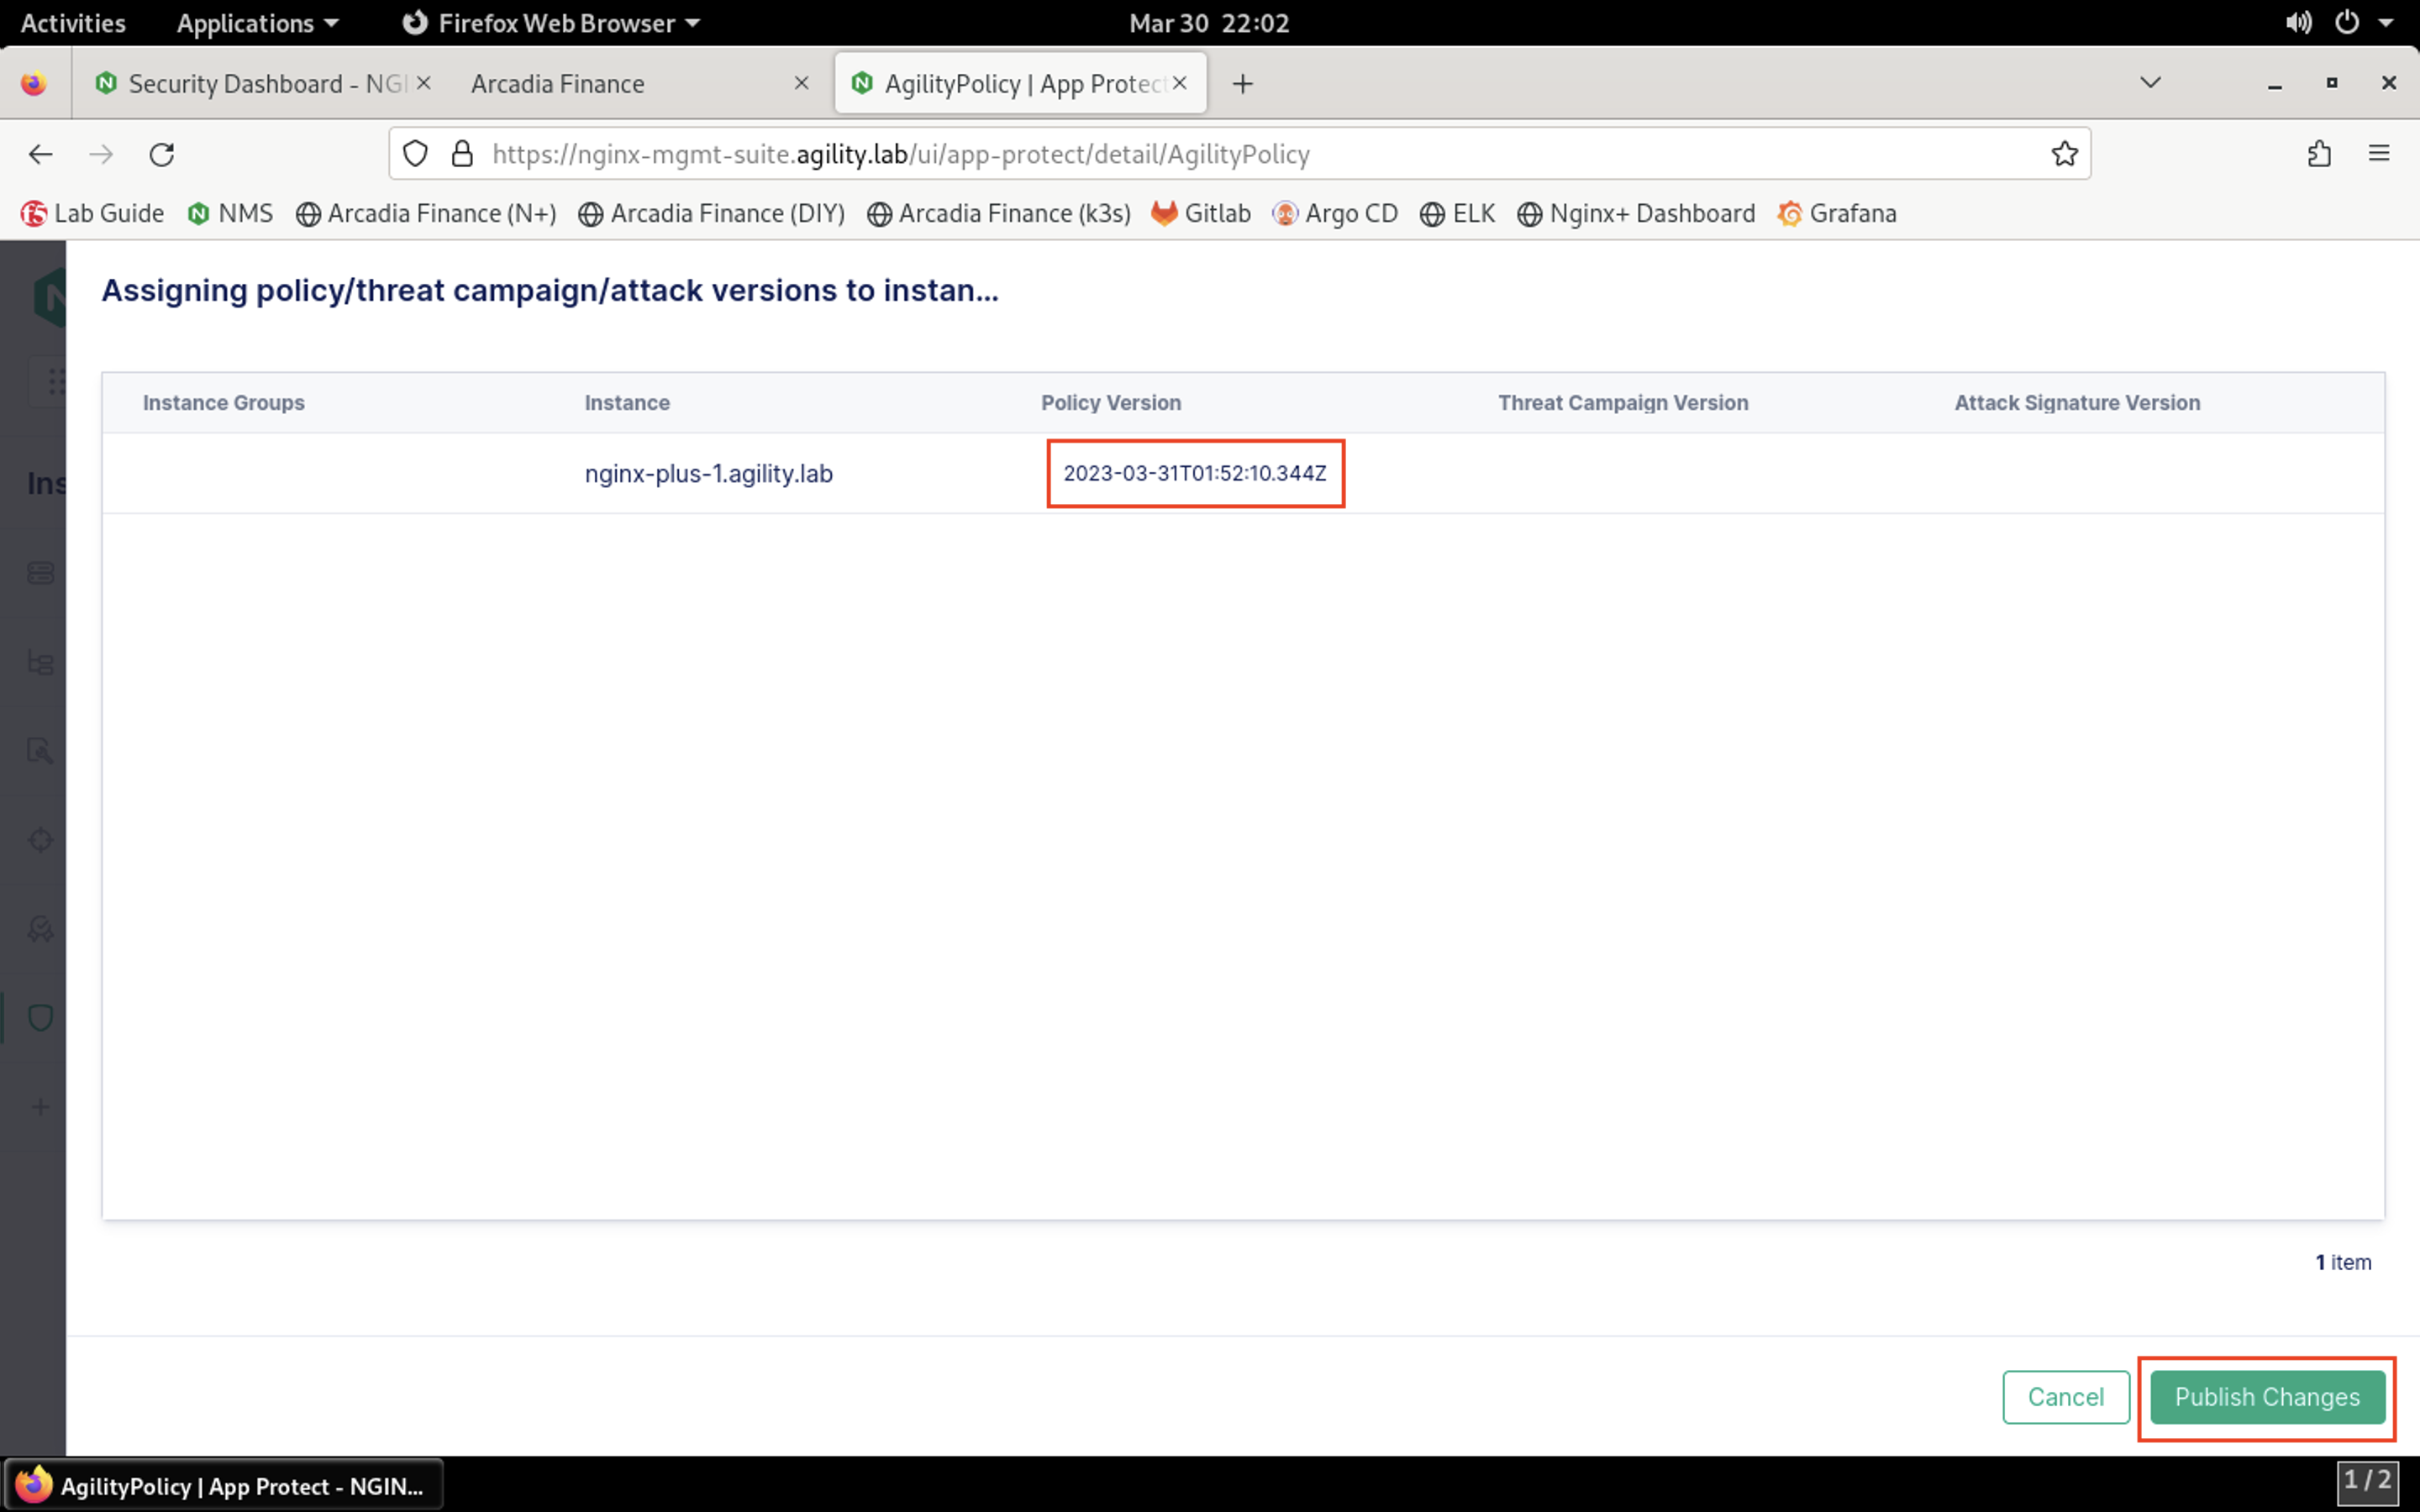 Activities Applications Firefox Web Browser Mar 30 22:02
Security Dashboard - NGI Arcadia Finance AgilityPolicy | App Protect
https://nginx-mgmt-suite.agility.lab/ui/app-protect/detail/AgilityPolicy
Lab Guide NMS Arcadia Finance (N+) Arcadia Finance (DIY) Arcadia Finance (k3s) Gitlab Argo CD ELK Nginx+ Dashboard Grafana
Assigning policy/threat campaign/attack versions to instan...
Instance Groups Instance Policy Version Threat Campaign Version Attack Signature Version
Ins nginx-plus-1.agility.lab 2023-03-31T01:52:10.344Z
1 item
Cancel Publish Changes
AgilityPolicy | App Protect - NGIN... 1 / 2